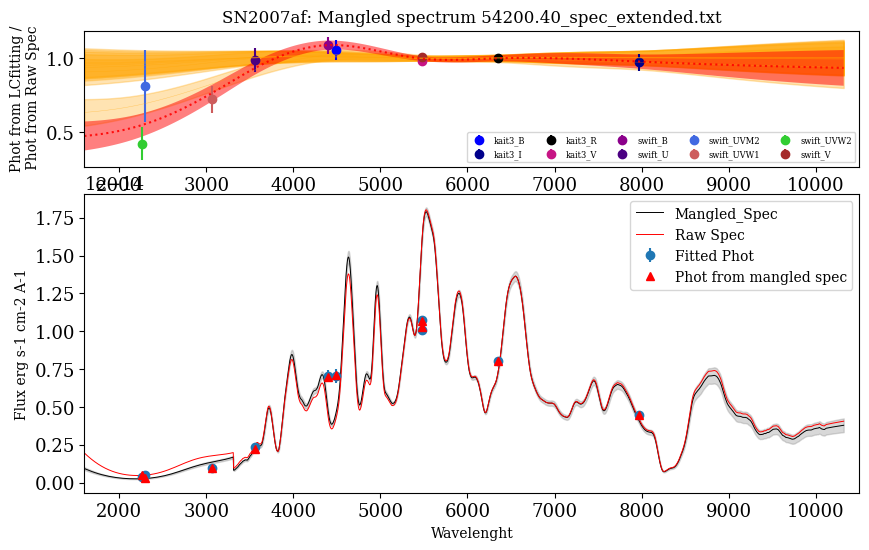 SN2007af: Mangled spectrum 54200.40_spec_extended.txt
Phot from LCfitting /
Phot from Raw Spec
1.0
0.5
kait3_B kait3_R swift_B swift_UVM2 swift_UVW2
kait3_I kait3_V swift_U swift_UVW1 swift_V
2000 3000 4000 5000 6000 7000 8000 9000 10000
1e−14
Flux erg s-1 cm-2 A-1
1.75
1.50
1.25
1.00
0.75
0.50
0.25
0.00
Mangled_Spec
Raw Spec
Fitted Phot
Phot from mangled spec
2000 3000 4000 5000 6000 7000 8000 9000 10000
Wavelenght